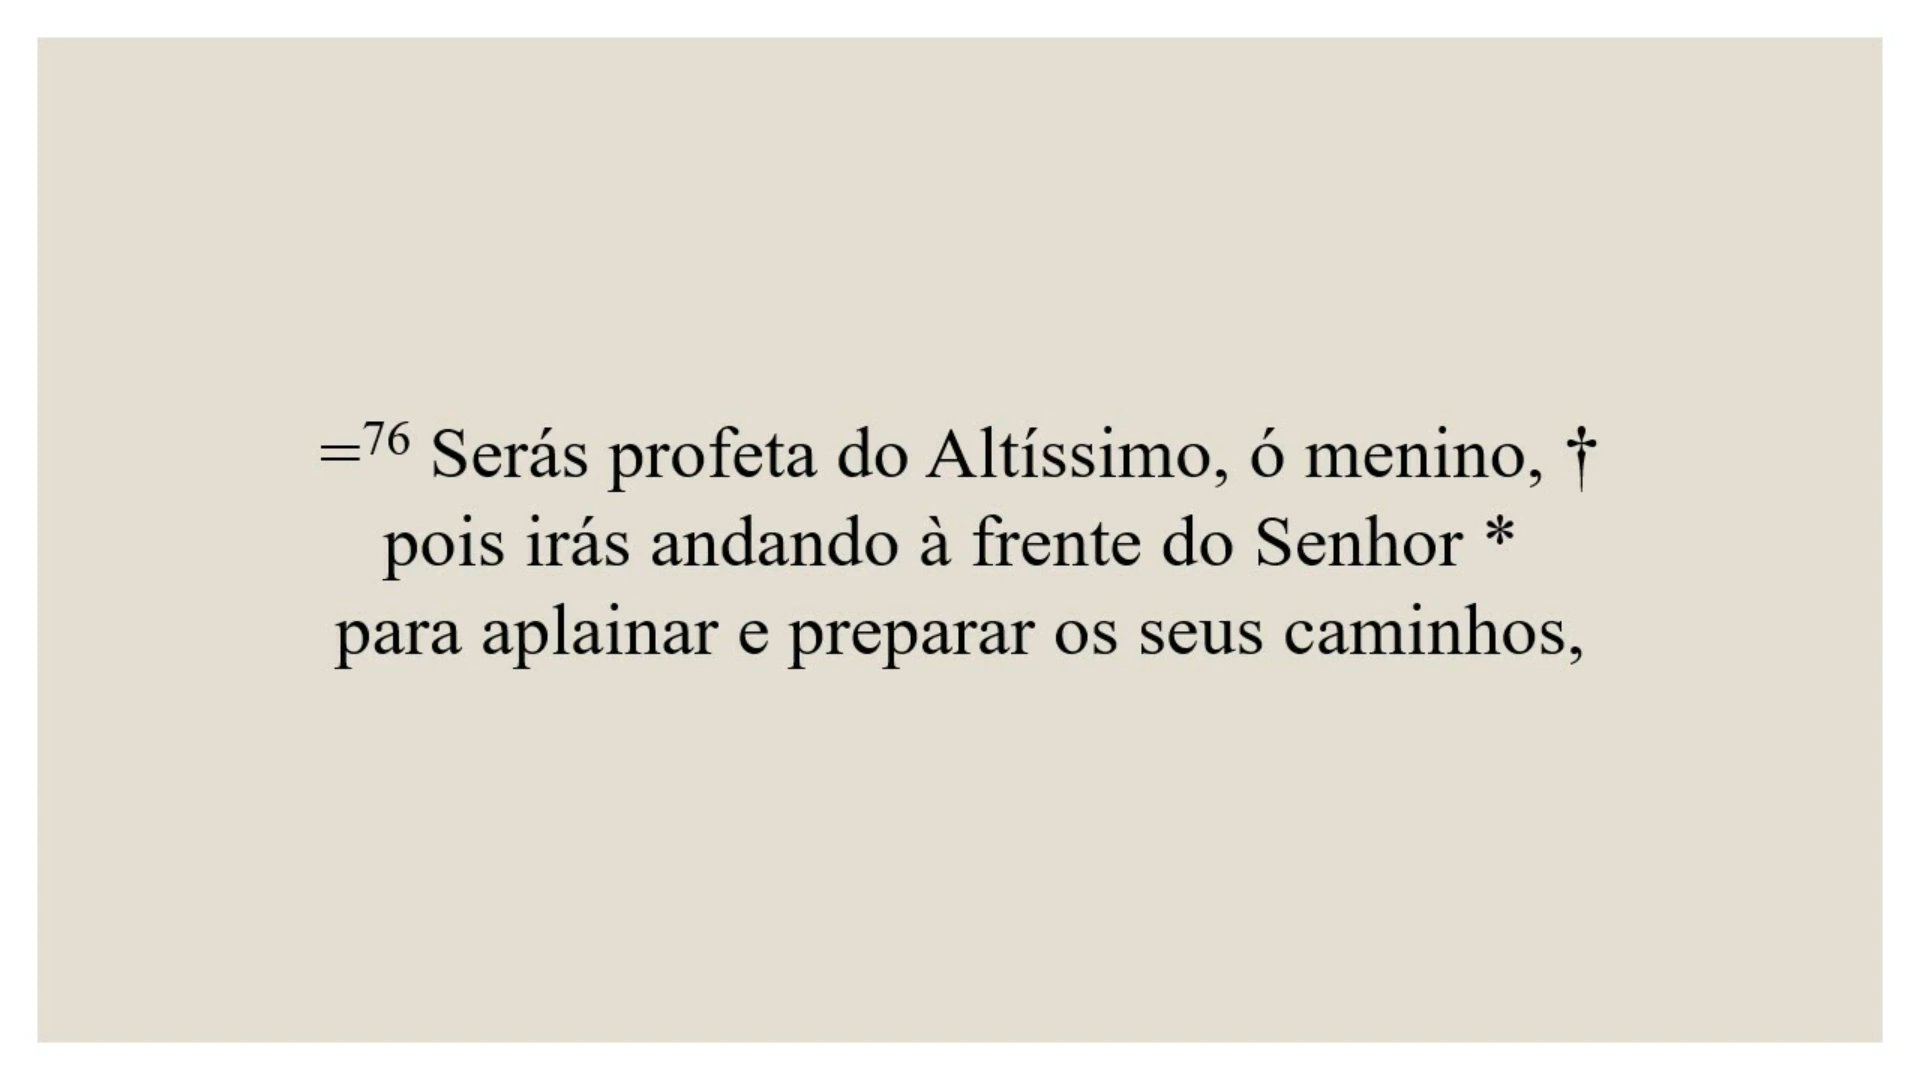 =76 Serás profeta do Altíssimo, ó menino, †
pois irás andando à frente do Senhor *
para aplainar e preparar os seus caminhos,